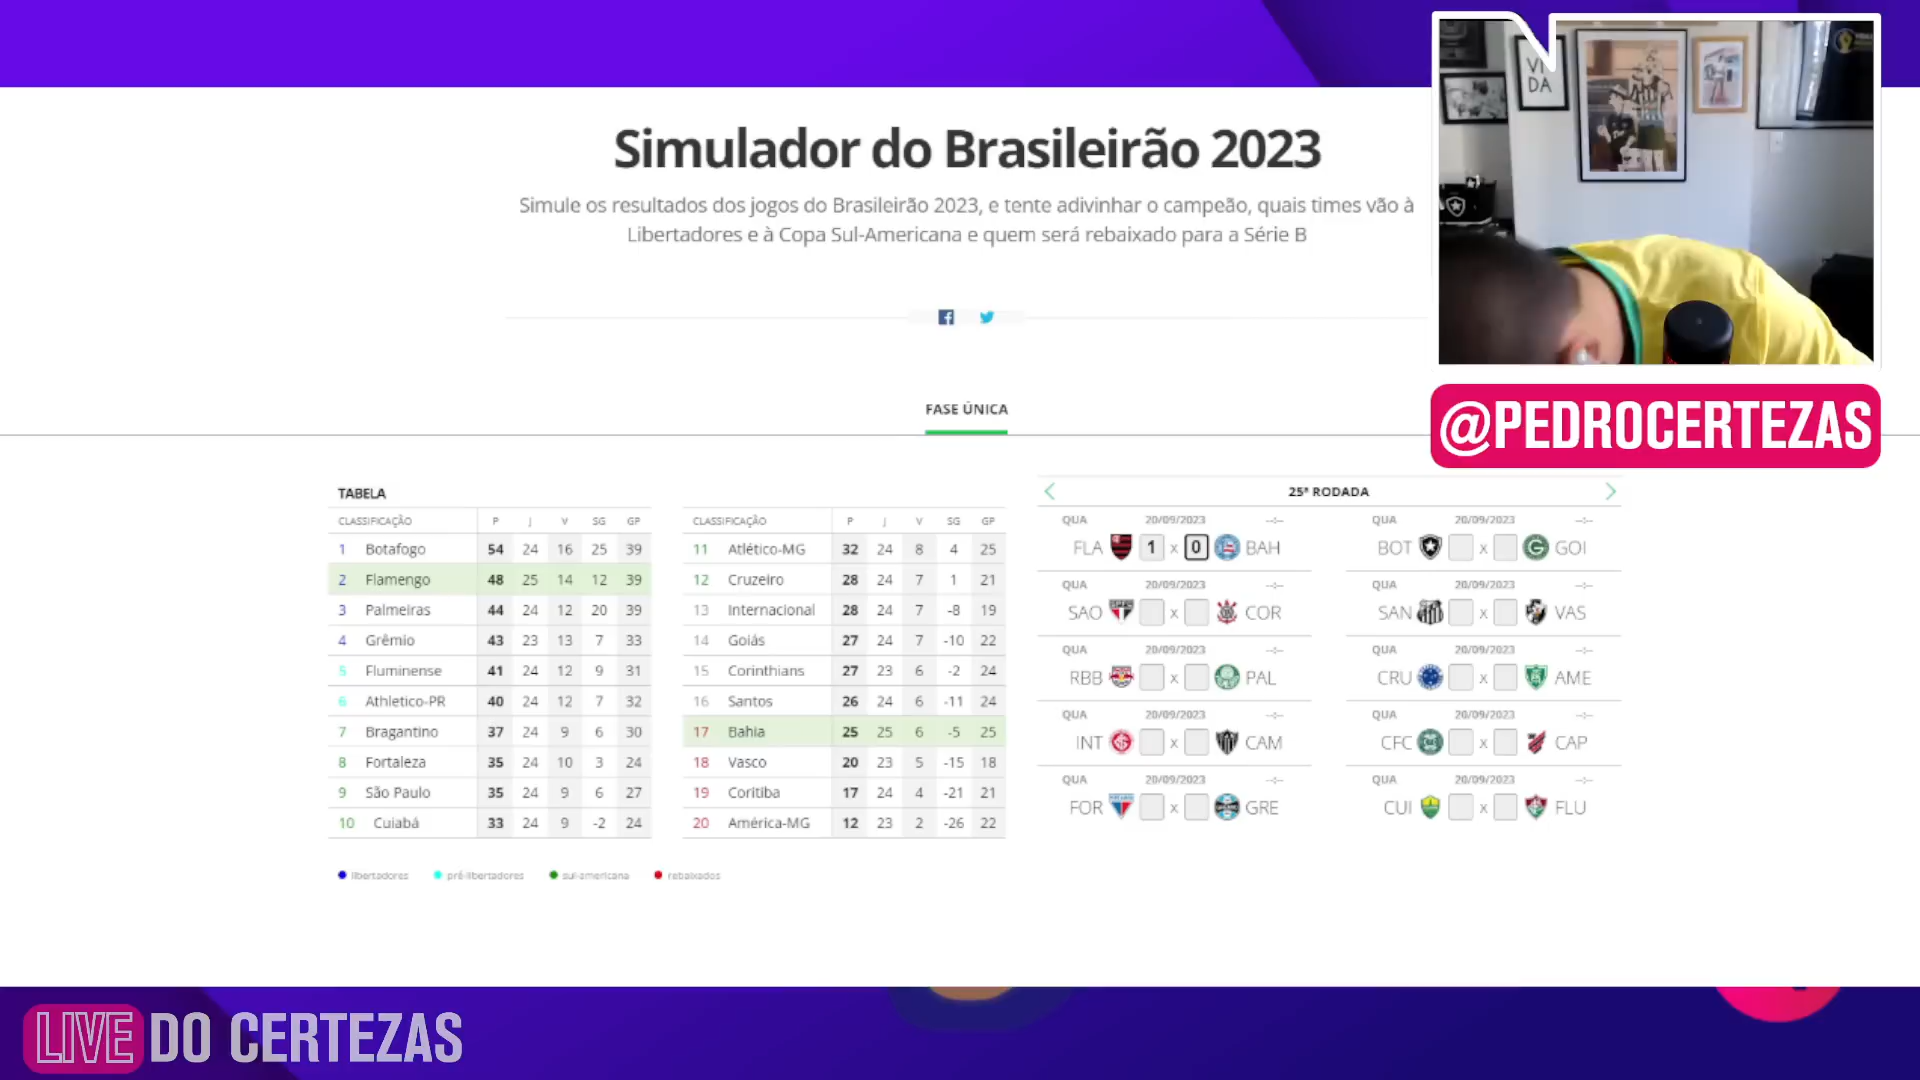 Simulador do Brasileirão 2023
Simule os resultados dos jogos do Brasileirão 2023, e tente adivinhar o campeão, quais times vão à
Libertadores e à Copa Sul-Americana e quem será rebaixado para a Série B
VI
DA
@PEDROCERTEZAS
FASE ÚNICA
TABELA
CLASSIFICAÇÃO P J V SG GP
1 Botafogo 54 24 16 25 39
2 Flamengo 48 25 14 12 39
3 Palmeiras 44 24 12 20 39
4 Grêmio 43 23 13 7 33
5 Fluminense 41 24 12 9 31
6 Athletico-PR 40 24 12 7 32
7 Bragantino 37 24 9 6 30
8 Fortaleza 35 24 10 3 24
9 São Paulo 35 24 9 6 27
10 Cuiabá 33 24 9 -2 24
CLASSIFICAÇÃO P J V SG GP
11 Atlético-MG 32 24 8 4 25
12 Cruzeiro 28 24 7 1 21
13 Internacional 28 24 7 -8 19
14 Goiás 27 24 7 -10 22
15 Corinthians 27 23 6 -2 24
16 Santos 26 24 6 -11 24
17 Bahia 25 25 6 -5 25
18 Vasco 20 23 5 -15 18
19 Coritiba 17 24 4 -21 21
20 América-MG 12 23 2 -26 22
libertadores pré-libertadores sul-americana rebaixados
25ª RODADA
QUA 20/09/2023 --:--
FLA 1 x 0 BAH
QUA 20/09/2023 --:--
BOT x GOI
QUA 20/09/2023 --:--
SAO x COR
QUA 20/09/2023 --:--
SAN x VAS
QUA 20/09/2023 --:--
RBB x PAL
QUA 20/09/2023 --:--
CRU x AME
QUA 20/09/2023 --:--
INT x CAM
QUA 20/09/2023 --:--
CFC x CAP
QUA 20/09/2023 --:--
FOR x GRE
QUA 20/09/2023 --:--
CUI x FLU
LIVE DO CERTEZAS